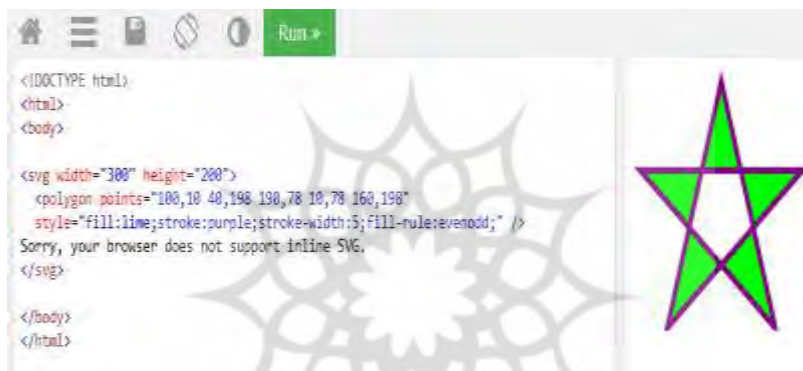 Run »
<!DOCTYPE html>
<html>
<body>
<svg width="300" height="200">
<polygon points="100,10 40,198 190,78 10,78 160,198"
style="fill:lime;stroke:purple;stroke-width:5;fill-rule:evenodd;" />
Sorry, your browser does not support inline SVG.
</svg>
</body>
</html>